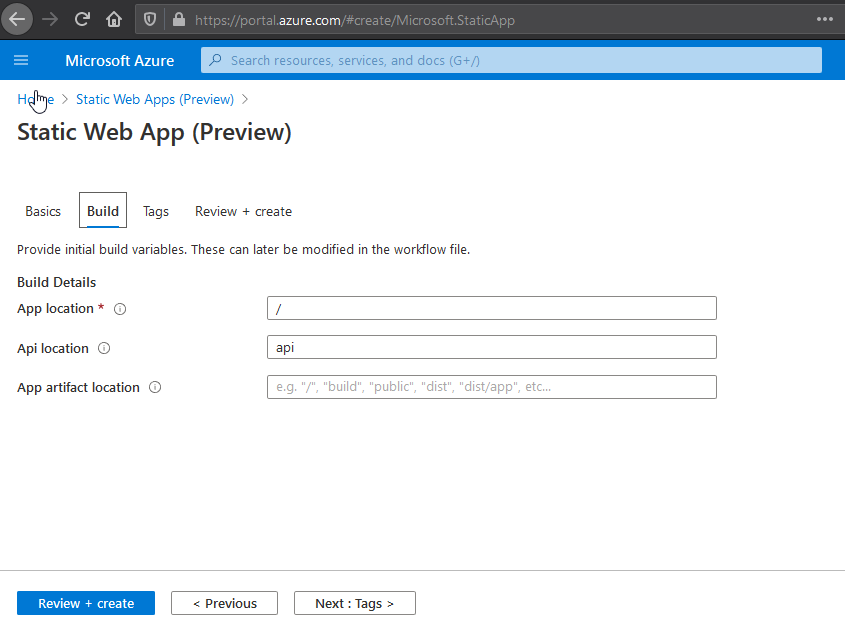 https://portal.azure.com/#create/Microsoft.StaticApp
Microsoft Azure
Search resources, services, and docs (G+/)
Home > Static Web Apps (Preview) >
Static Web App (Preview)
Basics Build Tags Review + create
Provide initial build variables. These can later be modified in the workflow file.
Build Details
App location * /
Api location api
App artifact location e.g. "/", "build", "public", "dist", "dist/app", etc...
Review + create < Previous Next : Tags >